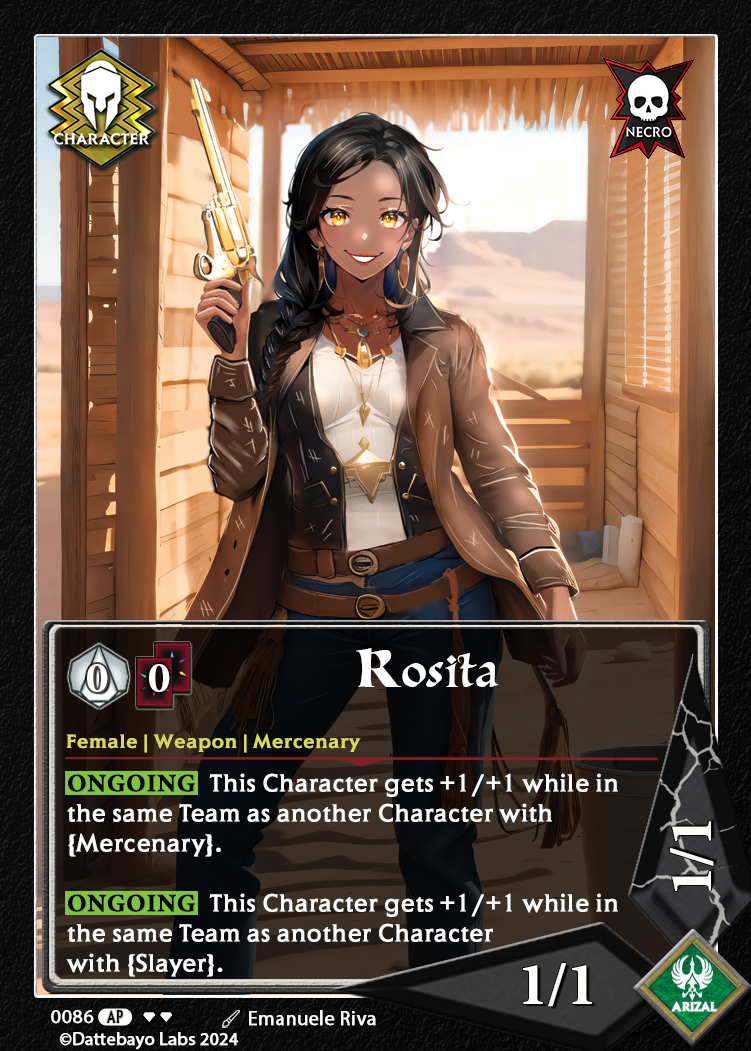 CHARACTER
NECRO
0 0 Rosita
Female | Weapon | Mercenary
ONGOING This Character gets +1/+1 while in
the same Team as another Character with
{Mercenary}.
ONGOING This Character gets +1/+1 while in
the same Team as another Character
with {Slayer}.
1/1
1/1
ARIZAL
0086 AP ♥♥ Emanuele Riva
©Dattebayo Labs 2024